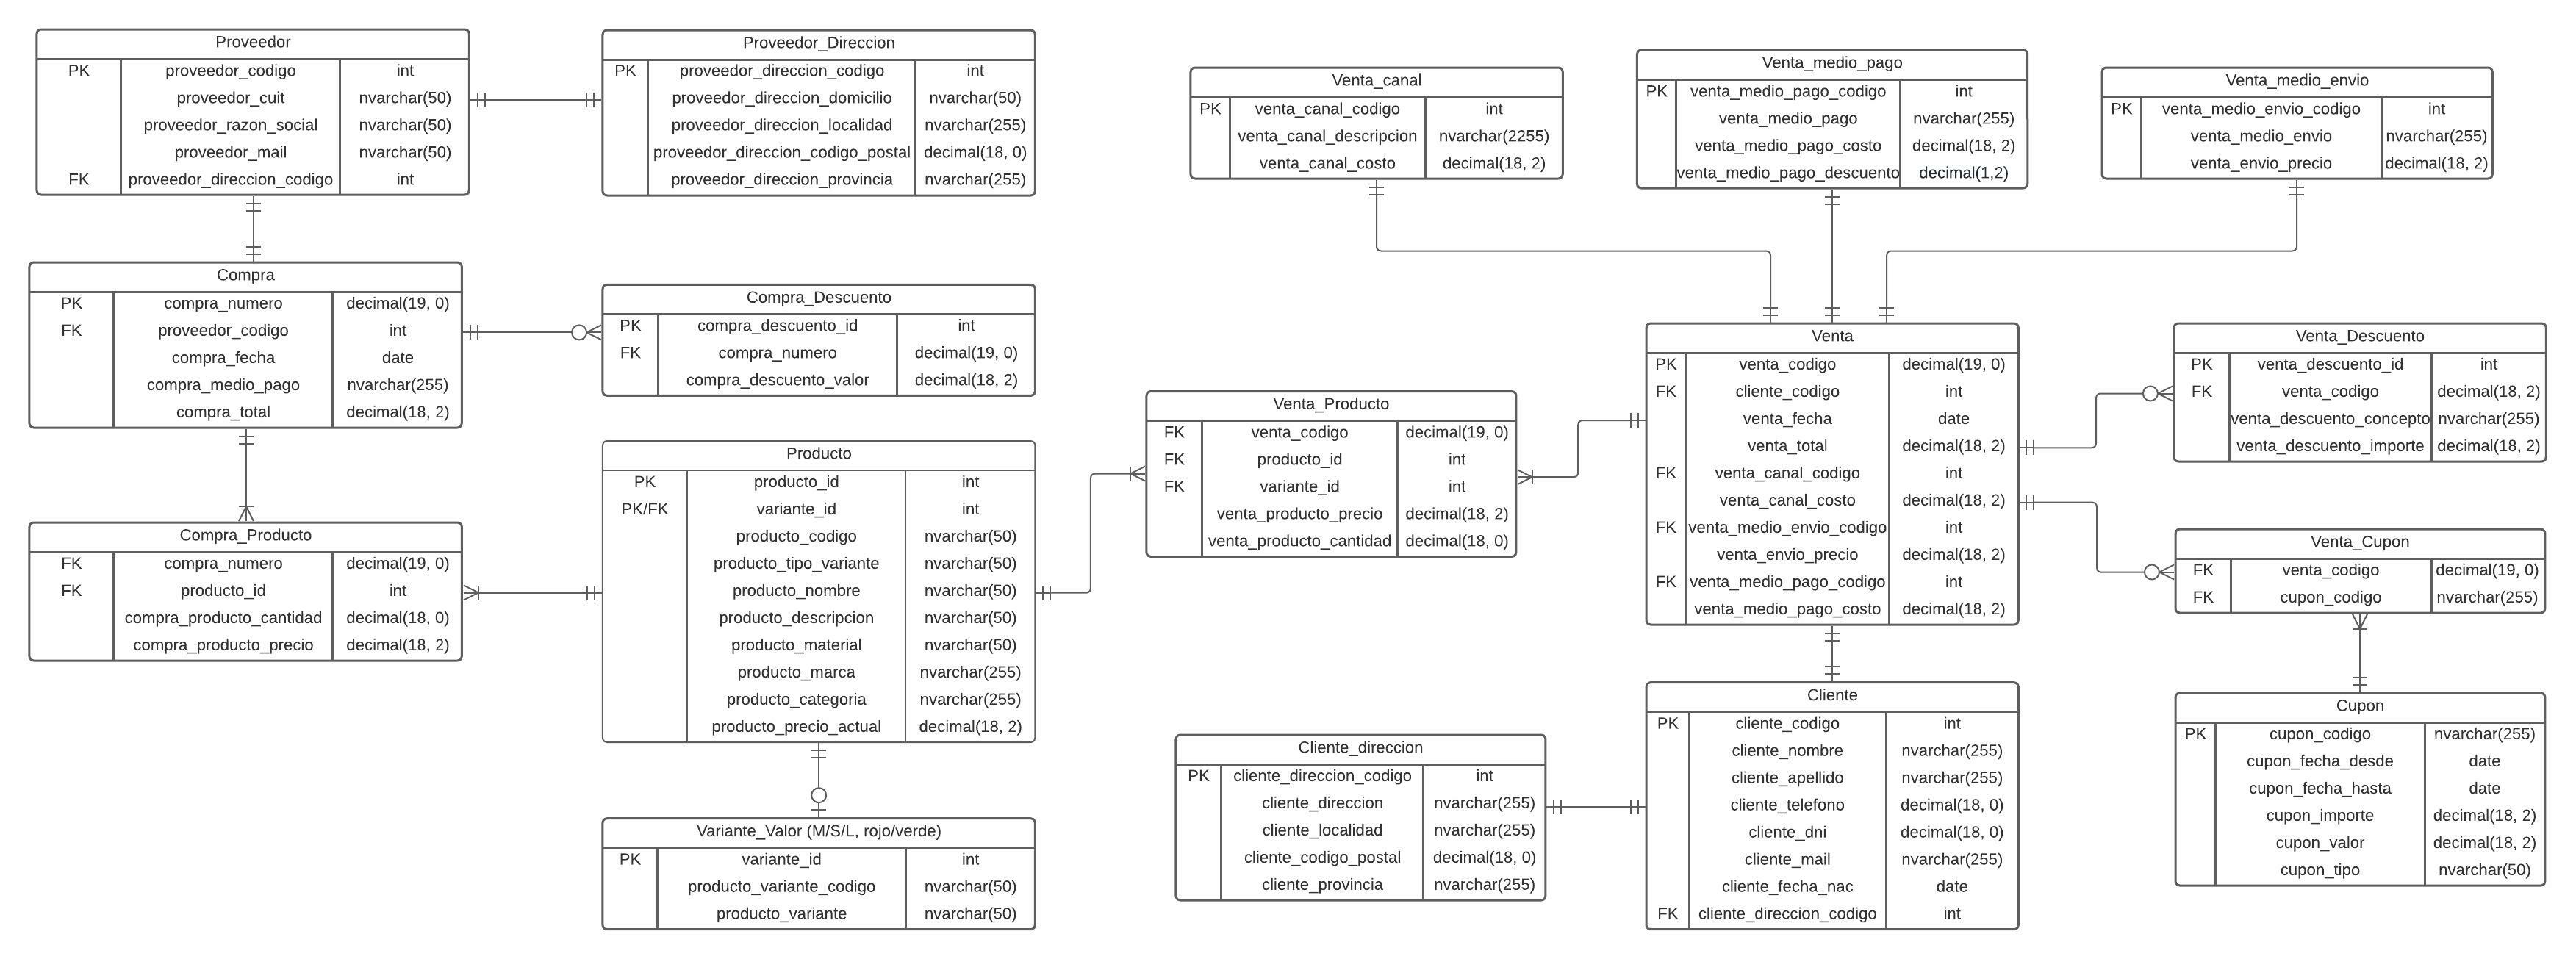 Proveedor
PK proveedor_codigo int
proveedor_cuit nvarchar(50)
proveedor_razon_social nvarchar(50)
proveedor_mail nvarchar(50)
FK proveedor_direccion_codigo int
Proveedor_Direccion
PK proveedor_direccion_codigo int
proveedor_direccion_domicilio nvarchar(50)
proveedor_direccion_localidad nvarchar(255)
proveedor_direccion_codigo_postal decimal(18, 0)
proveedor_direccion_provincia nvarchar(255)
Venta_canal
PK venta_canal_codigo int
venta_canal_descripcion nvarchar(2255)
venta_canal_costo decimal(18, 2)
Venta_medio_pago
PK venta_medio_pago_codigo int
venta_medio_pago nvarchar(255)
venta_medio_pago_costo decimal(18, 2)
venta_medio_pago_descuento decimal(1,2)
Venta_medio_envio
PK venta_medio_envio_codigo int
venta_medio_envio nvarchar(255)
venta_envio_precio decimal(18, 2)
Compra
PK compra_numero decimal(19, 0)
FK proveedor_codigo int
compra_fecha date
compra_medio_pago nvarchar(255)
compra_total decimal(18, 2)
Compra_Descuento
PK compra_descuento_id int
FK compra_numero decimal(19, 0)
compra_descuento_valor decimal(18, 2)
Venta
PK venta_codigo decimal(19, 0)
FK cliente_codigo int
venta_fecha date
venta_total decimal(18, 2)
FK venta_canal_codigo int
venta_canal_costo decimal(18, 2)
FK venta_medio_envio_codigo int
venta_envio_precio decimal(18, 2)
FK venta_medio_pago_codigo int
venta_medio_pago_costo decimal(18, 2)
Venta_Descuento
PK venta_descuento_id int
FK venta_codigo decimal(18, 2)
venta_descuento_concepto nvarchar(255)
venta_descuento_importe decimal(18, 2)
Venta_Producto
FK venta_codigo decimal(19, 0)
FK producto_id int
FK variante_id int
venta_producto_precio decimal(18, 2)
venta_producto_cantidad decimal(18, 0)
Producto
PK producto_id int
PK/FK variante_id int
producto_codigo nvarchar(50)
producto_tipo_variante nvarchar(50)
producto_nombre nvarchar(50)
producto_descripcion nvarchar(50)
producto_material nvarchar(50)
producto_marca nvarchar(255)
producto_categoria nvarchar(255)
producto_precio_actual decimal(18, 2)
Compra_Producto
FK compra_numero decimal(19, 0)
FK producto_id int
compra_producto_cantidad decimal(18, 0)
compra_producto_precio decimal(18, 2)
Venta_Cupon
FK venta_codigo decimal(19, 0)
FK cupon_codigo nvarchar(255)
Cliente
PK cliente_codigo int
cliente_nombre nvarchar(255)
cliente_apellido nvarchar(255)
cliente_telefono decimal(18, 0)
cliente_dni decimal(18, 0)
cliente_mail nvarchar(255)
cliente_fecha_nac date
FK cliente_direccion_codigo int
Cupon
PK cupon_codigo nvarchar(255)
cupon_fecha_desde date
cupon_fecha_hasta date
cupon_importe decimal(18, 2)
cupon_valor decimal(18, 2)
cupon_tipo nvarchar(50)
Cliente_direccion
PK cliente_direccion_codigo int
cliente_direccion nvarchar(255)
cliente_localidad nvarchar(255)
cliente_codigo_postal decimal(18, 0)
cliente_provincia nvarchar(255)
Variante_Valor (M/S/L, rojo/verde)
PK variante_id int
producto_variante_codigo nvarchar(50)
producto_variante nvarchar(50)